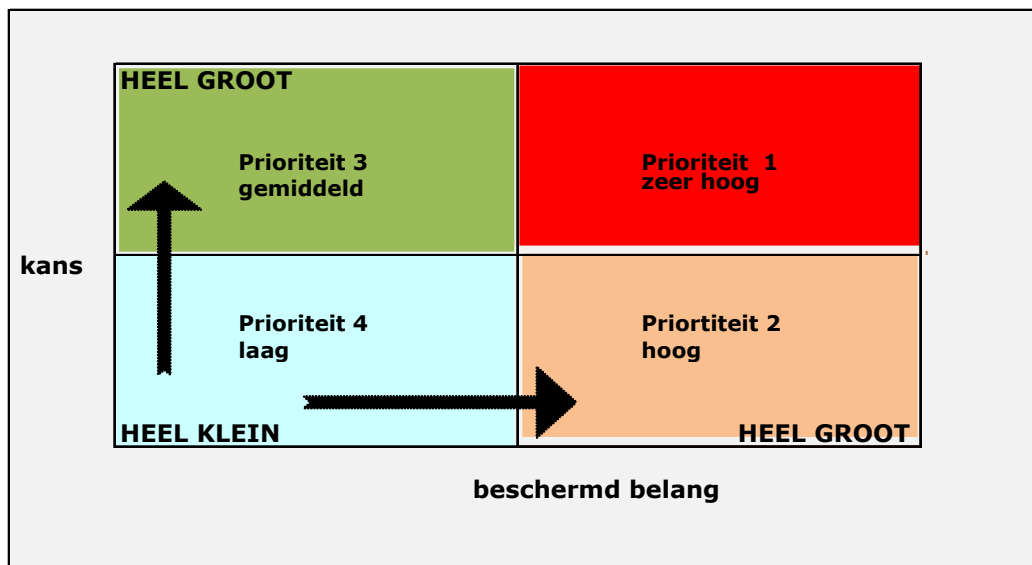 HEEL GROOT
Prioriteit 3
gemiddeld
Prioriteit 1
zeer hoog
kans
Prioriteit 4
laag
Priortiteit 2
hoog
HEEL KLEIN
HEEL GROOT
beschermd belang